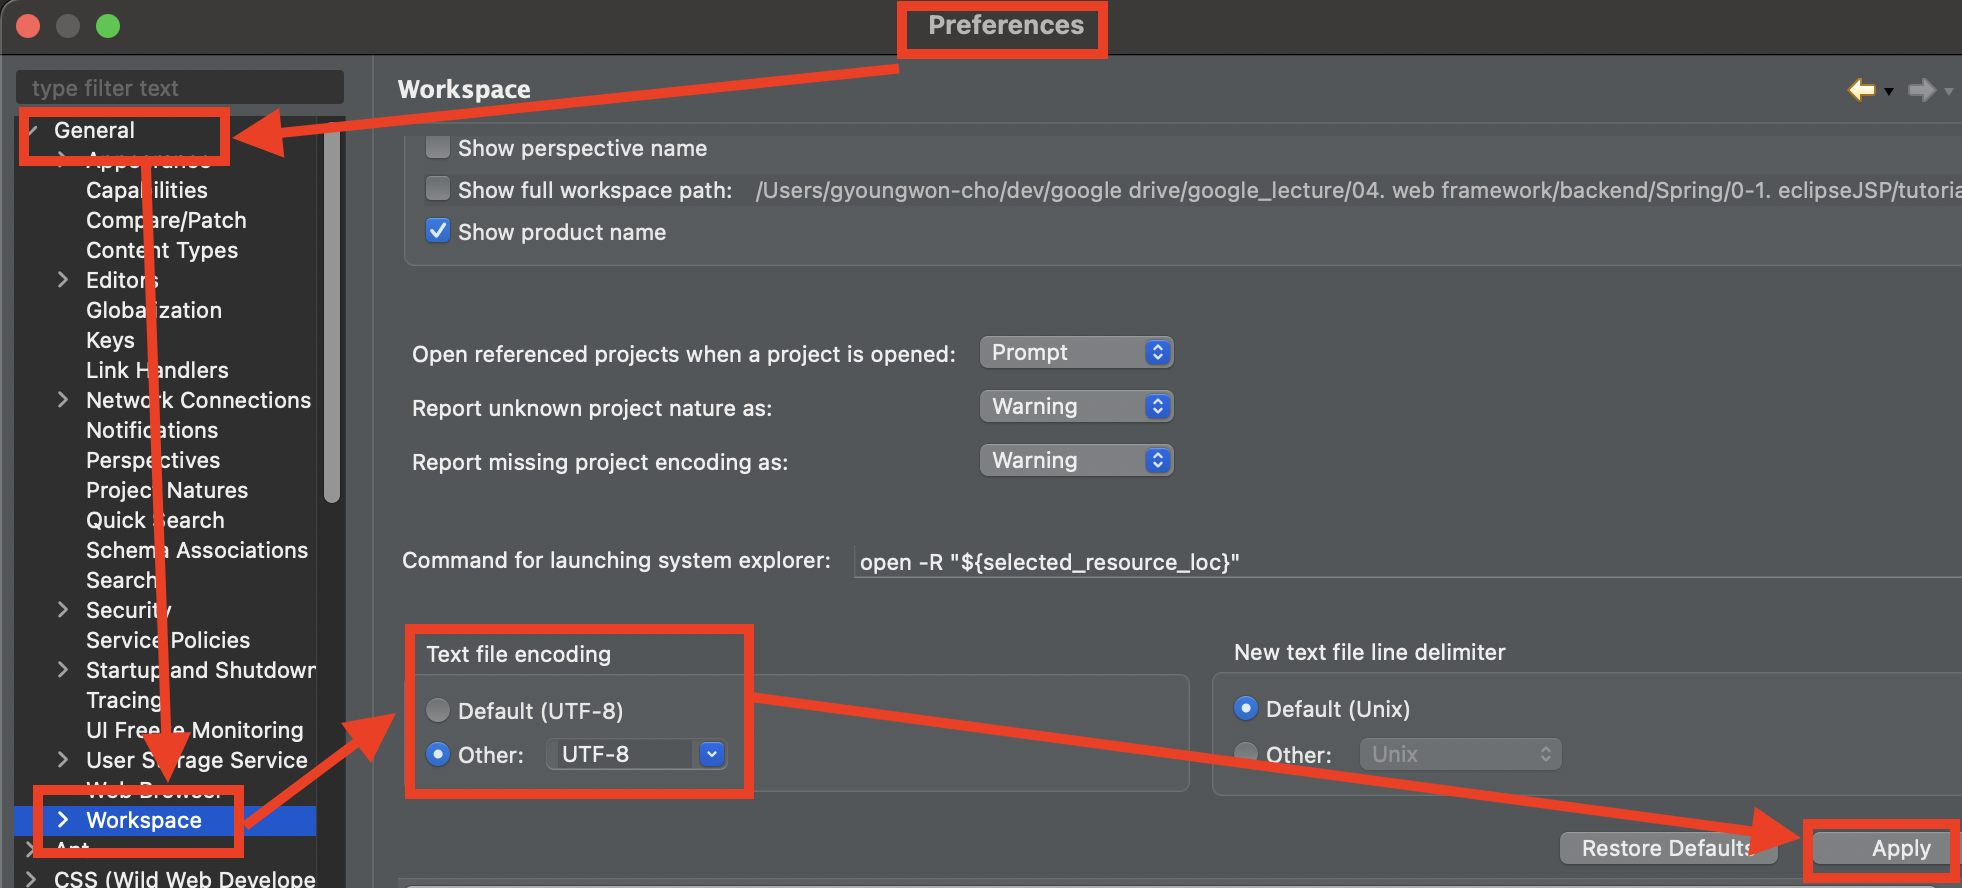 Preferences
type filter text
General
Appearance
Capabilities
Compare/Patch
Content Types
Editors
Globalization
Keys
Link Handlers
Network Connections
Notifications
Perspectives
Project Natures
Quick Search
Schema Associations
Search
Security
Service Policies
Startup and Shutdown
Tracing
UI Freeze Monitoring
User Storage Service
Web Browser
Workspace
Ant
CSS (Wild Web Develope
Workspace
Show perspective name
Show full workspace path: /Users/gyoungwon-cho/dev/google drive/google_lecture/04. web framework/backend/Spring/0-1. eclipseJSP/tutoria
Show product name
Open referenced projects when a project is opened: Prompt
Report unknown project nature as: Warning
Report missing project encoding as: Warning
Command for launching system explorer: open -R "${selected_resource_loc}"
Text file encoding
Default (UTF-8)
Other: UTF-8
New text file line delimiter
Default (Unix)
Other: Unix
Restore Defaults
Apply